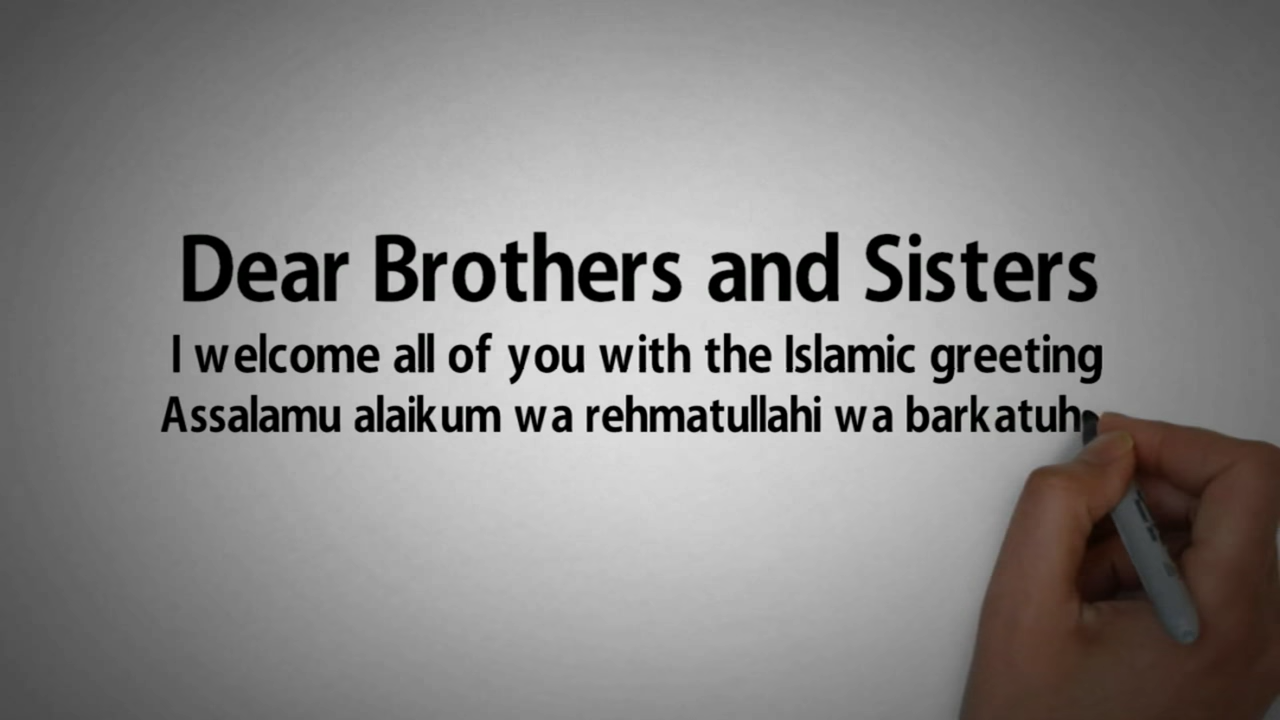 Dear Brothers and Sisters
I welcome all of you with the Islamic greeting
Assalamu alaikum wa rehmatullahi wa barkatuh